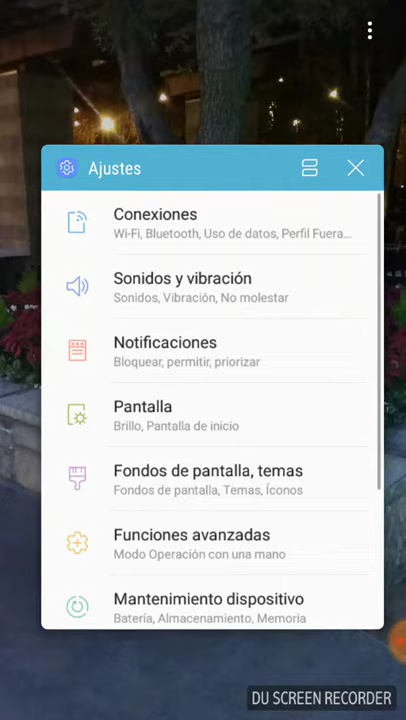 Ajustes
Conexiones
Wi-Fi, Bluetooth, Uso de datos, Perfil Fuera...
Sonidos y vibración
Sonidos, Vibración, No molestar
Notificaciones
Bloquear, permitir, priorizar
Pantalla
Brillo, Pantalla de inicio
Fondos de pantalla, temas
Fondos de pantalla, Temas, Íconos
Funciones avanzadas
Modo Operación con una mano
Mantenimiento dispositivo
Batería, Almacenamiento, Memoria
DU SCREEN RECORDER